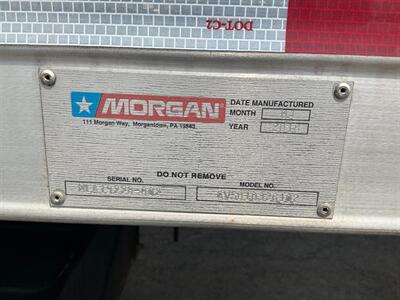 DOT-C2
MORGAN
111 Morgan Way, Morgantown, PA 19543
DATE MANUFACTURED
MONTH
YEAR
DO NOT REMOVE
SERIAL NO.
MODEL NO.